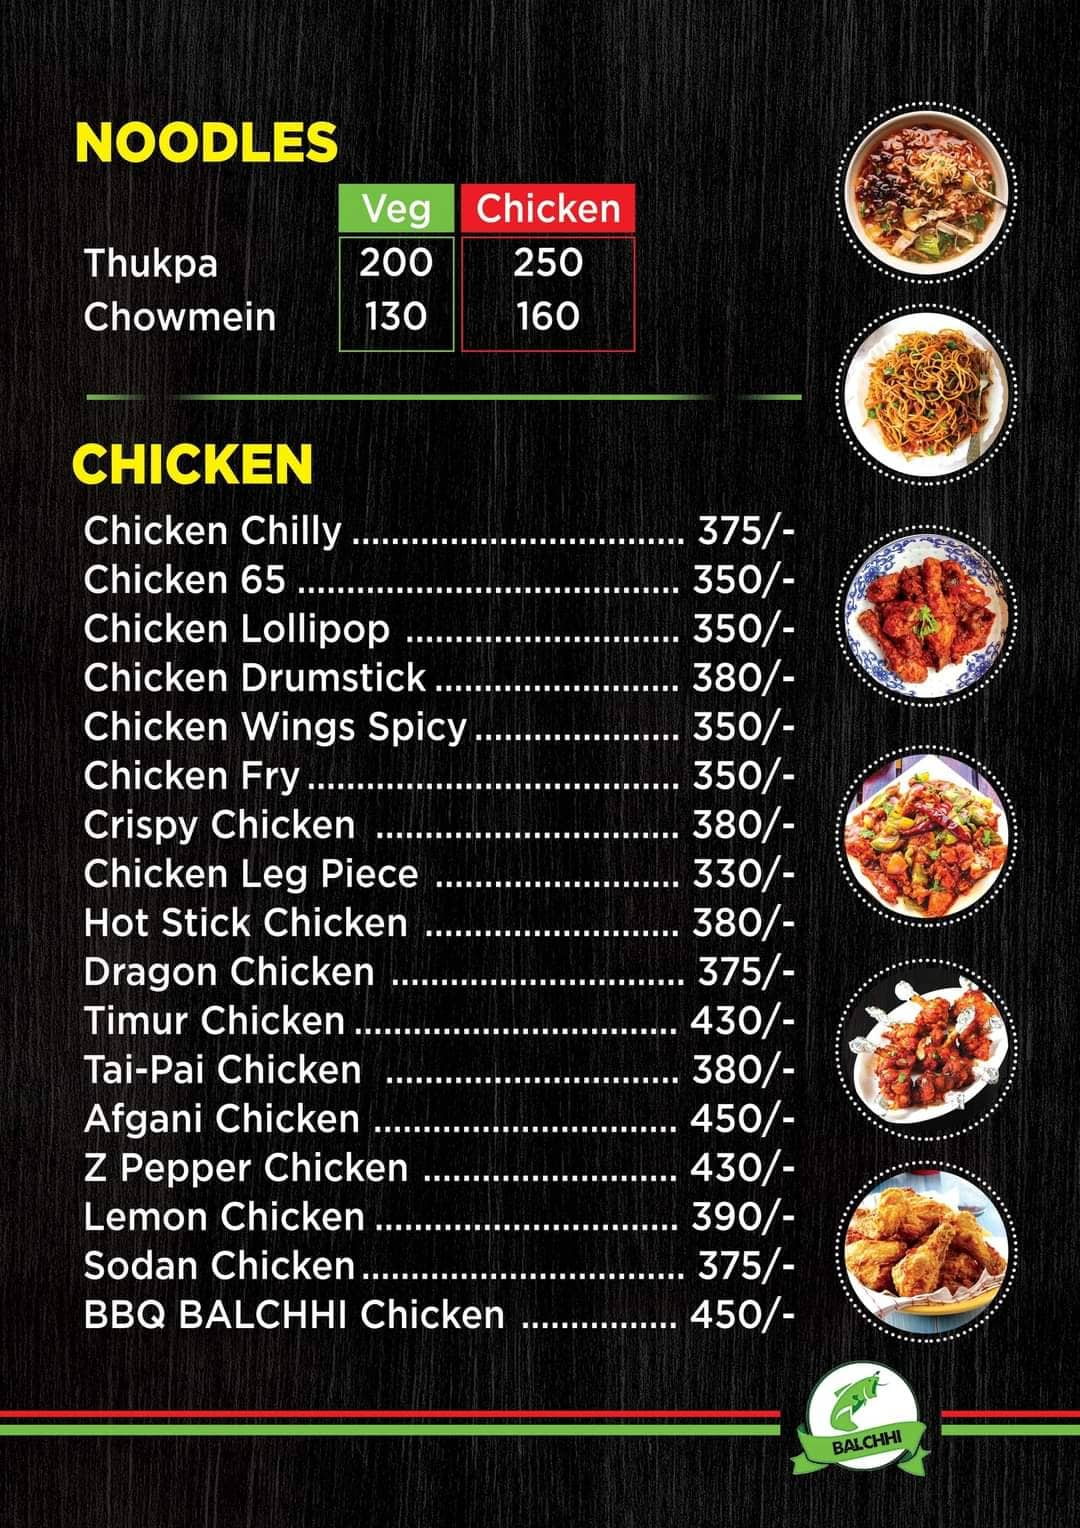 NOODLES
Veg Chicken
Thukpa 200 250
Chowmein 130 160
CHICKEN
Chicken Chilly .................................. 375/-
Chicken 65 ....................................... 350/-
Chicken Lollipop ............................ 350/-
Chicken Drumstick ......................... 380/-
Chicken Wings Spicy ..................... 350/-
Chicken Fry ...................................... 350/-
Crispy Chicken ............................... 380/-
Chicken Leg Piece ......................... 330/-
Hot Stick Chicken .......................... 380/-
Dragon Chicken .............................. 375/-
Timur Chicken ................................. 430/-
Tai-Pai Chicken .............................. 380/-
Afgani Chicken ............................... 450/-
Z Pepper Chicken .......................... 430/-
Lemon Chicken ............................... 390/-
Sodan Chicken ................................. 375/-
BBQ BALCHHI Chicken ................ 450/-
BALCHHI